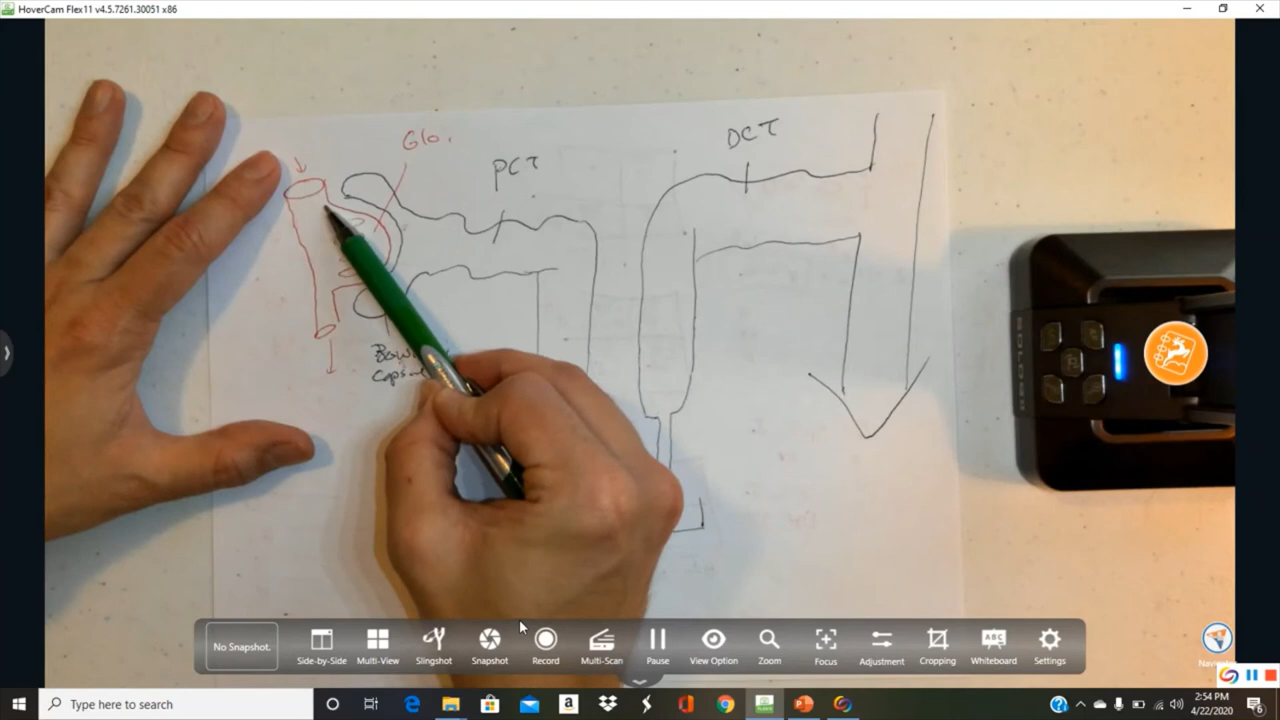 HoverCam Flex11 v4.5.7261.30051 x86
Glo.
PCT
DCT
No Snapshot.
Side-by-Side
Multi-View
Slingshot
Snapshot
Record
Multi-Scan
Pause
View Option
Zoom
Focus
Adjustment
Cropping
ABC
Whiteboard
Settings
Type here to search
2:54 PM
4/22/2020
6